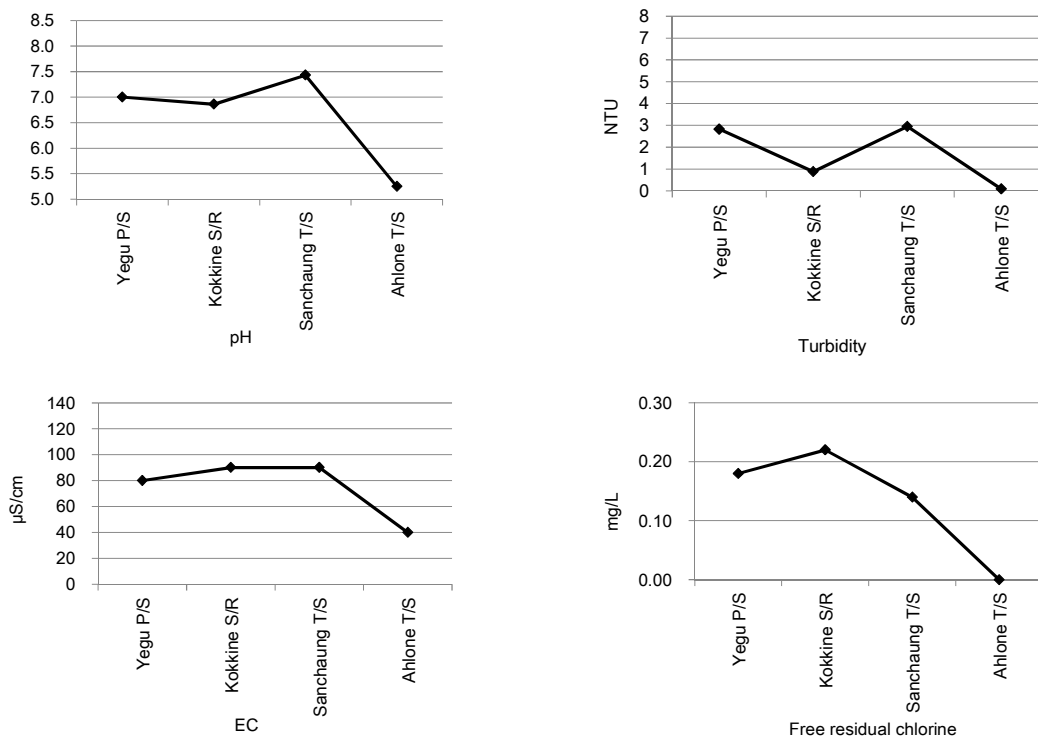 8.5
8.0
7.5
7.0
6.5
6.0
5.5
5.0
Yegu P/S
Kokkine S/R
Sanchaung T/S
Ahlone T/S
pH
8
7
6
5
4
3
2
1
0
NTU
Yegu P/S
Kokkine S/R
Sanchaung T/S
Ahlone T/S
Turbidity
140
120
100
80
60
40
20
0
µS/cm
Yegu P/S
Kokkine S/R
Sanchaung T/S
Ahlone T/S
EC
0.30
0.20
0.10
0.00
mg/L
Yegu P/S
Kokkine S/R
Sanchaung T/S
Ahlone T/S
Free residual chlorine